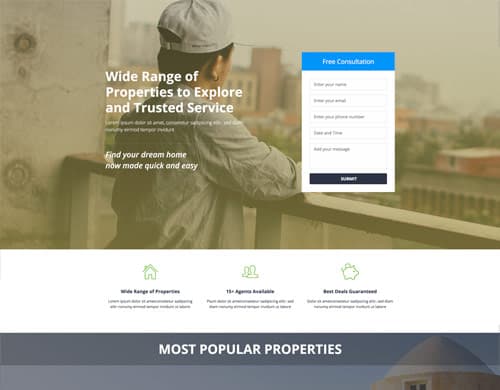 Wide Range of
Properties to Explore
and Trusted Service
Lorem ipsum dolor sit amet, consetetur sadipscing elitr, sed diam
nonumy eirmod tempor invidunt
Find your dream home
now made quick and easy
Free Consultation
Enter your name
Enter your email
Enter your phone number
Date and Time
Add your message
SUBMIT
Wide Range of Properties
Lorem ipsum dolor sit ametconsetetur sadipscing
elitr, sed diam nonumy eirmod tempor invidunt
ut labore
15+ Agents Available
Psum dolor sit ametconsetetur sadipscing elitr,
sed diam nonumy eirmod tempor invidunt ut
labore
Best Deals Guaranteed
Dolor sit ametconsetetur sadipscing elitr, sed
diam nonumy eirmod tempor invidunt ut labore
MOST POPULAR PROPERTIES